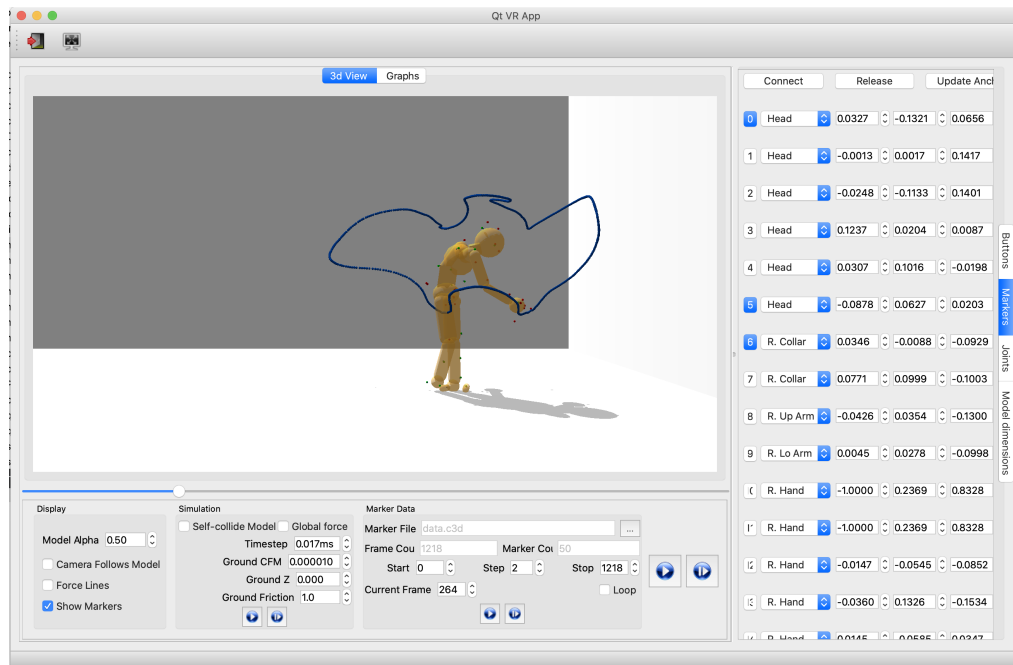 Qt VR App
3d View Graphs
Connect Release Update Anch
0 Head 0.0327 -0.1321 0.0656
1 Head -0.0013 0.0017 0.1417
2 Head -0.0248 -0.1133 0.1401
3 Head 0.1237 0.0204 0.0087
4 Head 0.0307 0.1016 -0.0198
5 Head -0.0878 0.0627 0.0203
6 R. Collar 0.0346 -0.0088 -0.0929
7 R. Collar 0.0771 0.0999 -0.1003
8 R. Up Arm -0.0426 0.0354 -0.1300
9 R. Lo Arm 0.0045 0.0278 -0.0998
R. Hand -1.0000 0.2369 0.8328
R. Hand -1.0000 0.2369 0.8328
R. Hand -0.0147 -0.0545 -0.0852
R. Hand -0.0360 0.1326 -0.1534
R. Hand 0.0145 -0.0585 0.0347
Buttons
Markers
Joints
Model dimensions
Display
Model Alpha 0.50
Camera Follows Model
Force Lines
Show Markers
Simulation
Self-collide Model Global force
Timestep 0.017ms
Ground CFM 0.000010
Ground Z 0.000
Ground Friction 1.0
Marker Data
Marker File data.c3d ...
Frame Cou 1218 Marker Cou 50
Start 0 Step 2 Stop 1218
Current Frame 264 Loop